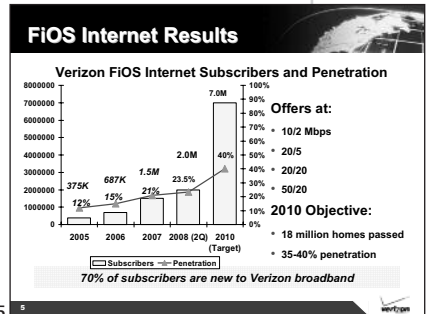 FiOS Internet Results
Verizon FiOS Internet Subscribers and Penetration
8000000
7000000
6000000
5000000
4000000
3000000
2000000
1000000
0
100%
90%
80%
70%
60%
50%
40%
30%
20%
10%
0%
375K
12%
687K
15%
1.5M
21%
2.0M
23.5%
7.0M
40%
2005 2006 2007 2008 (2Q) 2010
(Target)
Subscribers Penetration
Offers at:
• 10/2 Mbps
• 20/5
• 20/20
• 50/20
2010 Objective:
• 18 million homes passed
• 35-40% penetration
70% of subscribers are new to Verizon broadband
5
5
verizon